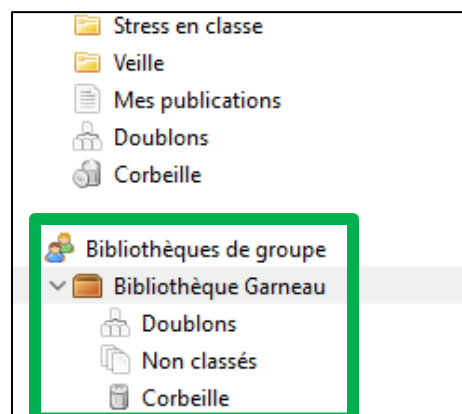 Stress en classe
Veille
Mes publications
Doublons
Corbeille
Bibliothèques de groupe
Bibliothèque Garneau
Doublons
Non classés
Corbeille